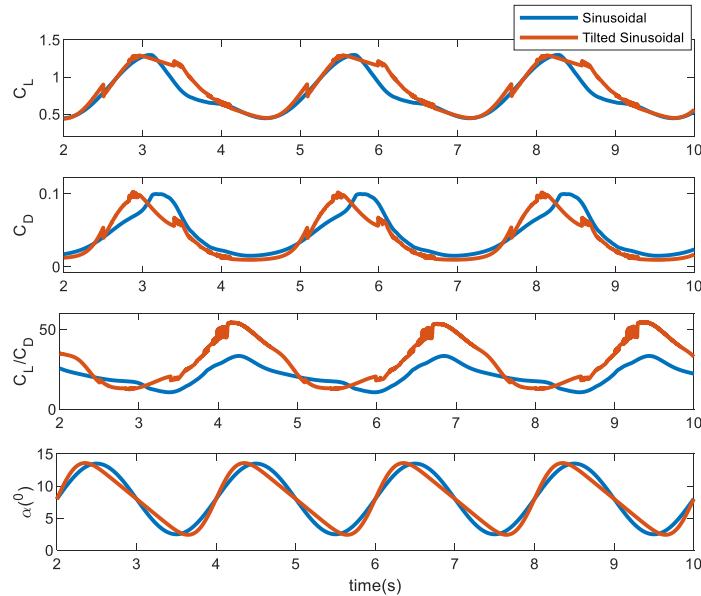 Sinusoidal
Tilted Sinusoidal
1.5
1
0.5
C_L
2 3 4 5 6 7 8 9 10
0.1
0
C_D
2 3 4 5 6 7 8 9 10
50
0
C_L/C_D
2 3 4 5 6 7 8 9 10
15
10
5
0
α(⁰)
2 3 4 5 6 7 8 9 10
time(s)